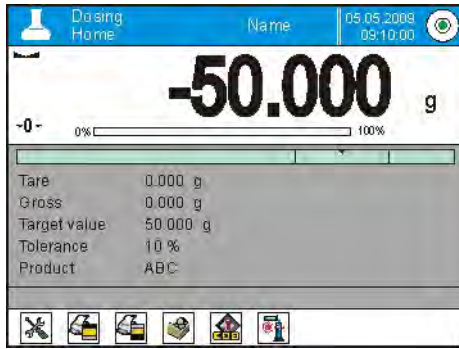 Dosing
Home
Name
05.05.2009
09:10:00
-50.000 g
-0-
0% 100%
Tare 0.000 g
Gross 0.000 g
Target value 50.000 g
Tolerance 10 %
Product ABC